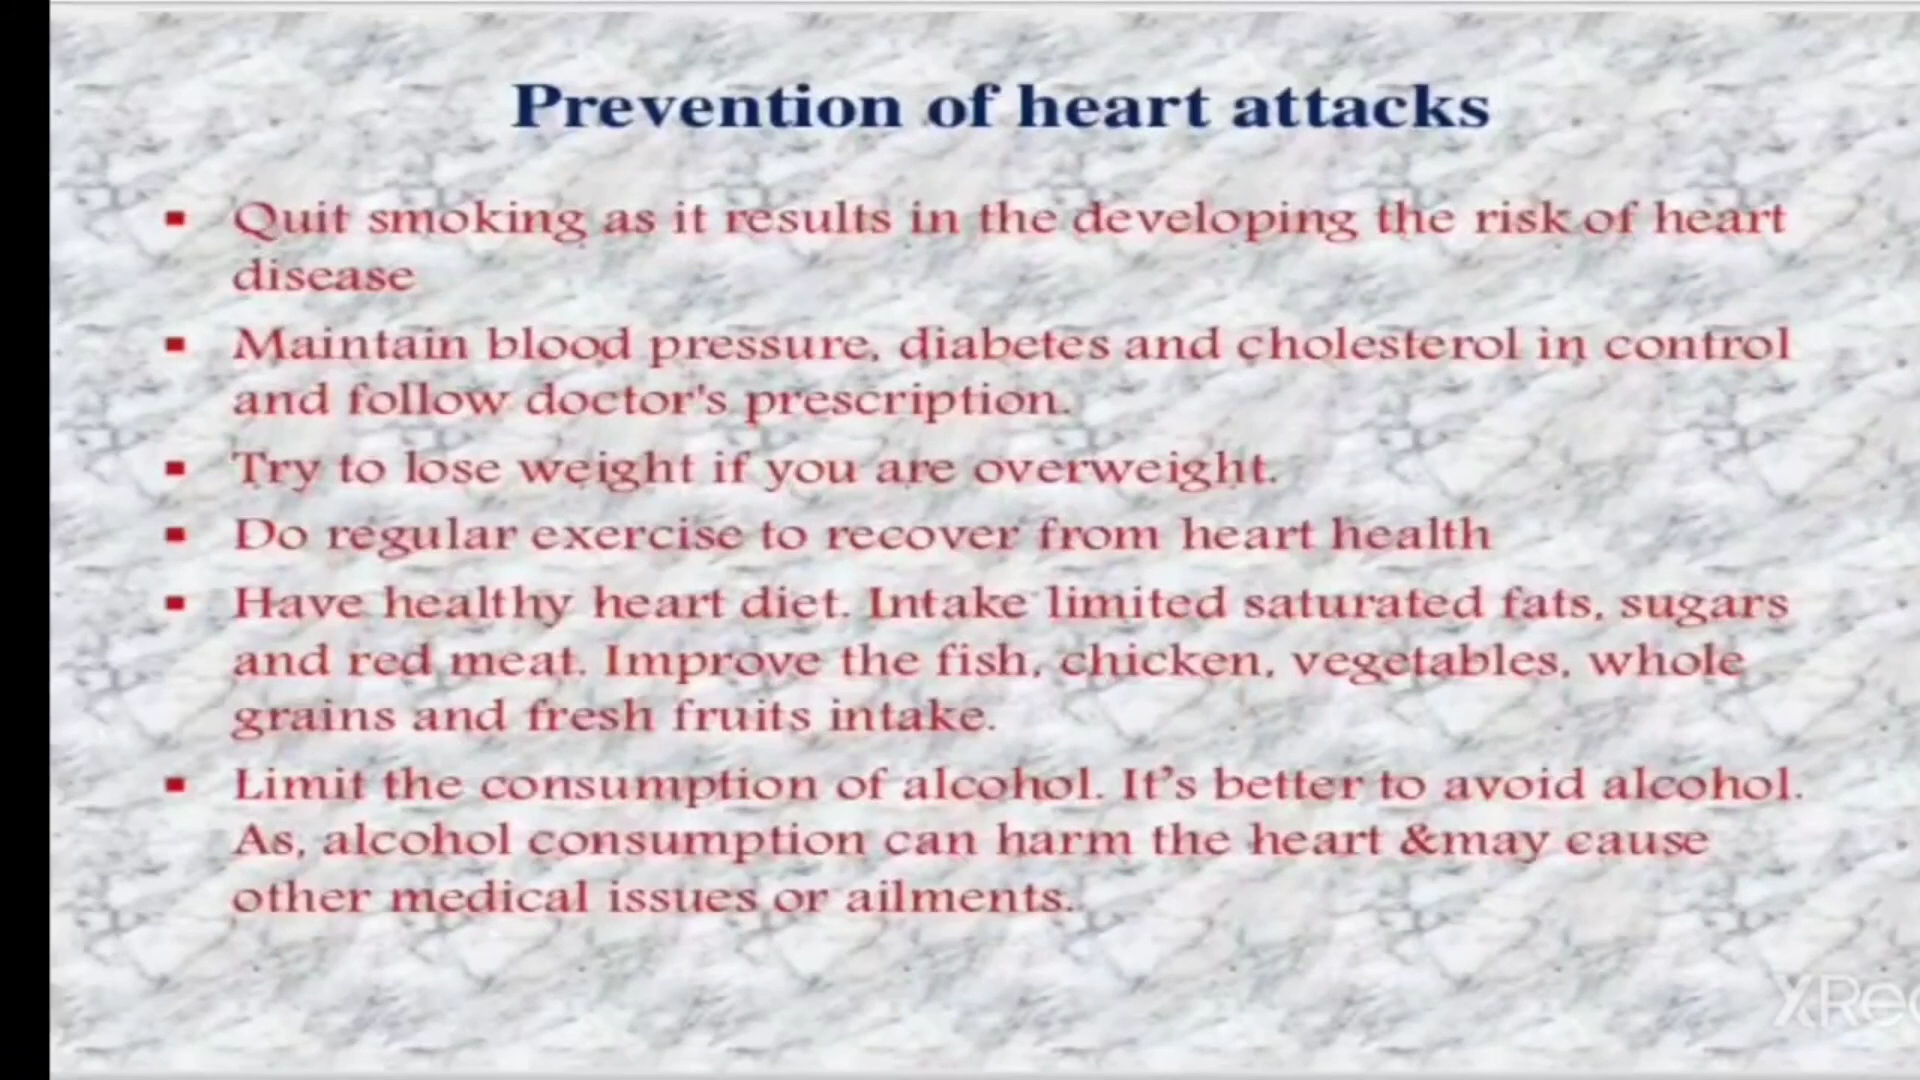 Prevention of heart attacks
▪ Quit smoking as it results in the developing the risk of heart
disease
▪ Maintain blood pressure, diabetes and cholesterol in control
and follow doctor's prescription.
▪ Try to lose weight if you are overweight.
▪ Do regular exercise to recover from heart health
▪ Have healthy heart diet. Intake limited saturated fats, sugars
and red meat. Improve the fish, chicken, vegetables, whole
grains and fresh fruits intake.
▪ Limit the consumption of alcohol. It’s better to avoid alcohol.
As, alcohol consumption can harm the heart &may cause
other medical issues or ailments.
XRec